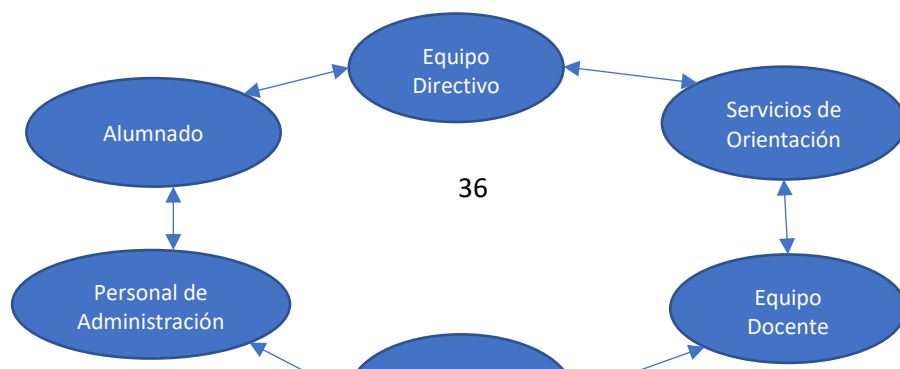 Equipo
Directivo
Servicios de
Orientación
Alumnado
36
Personal de
Administración
Equipo
Docente